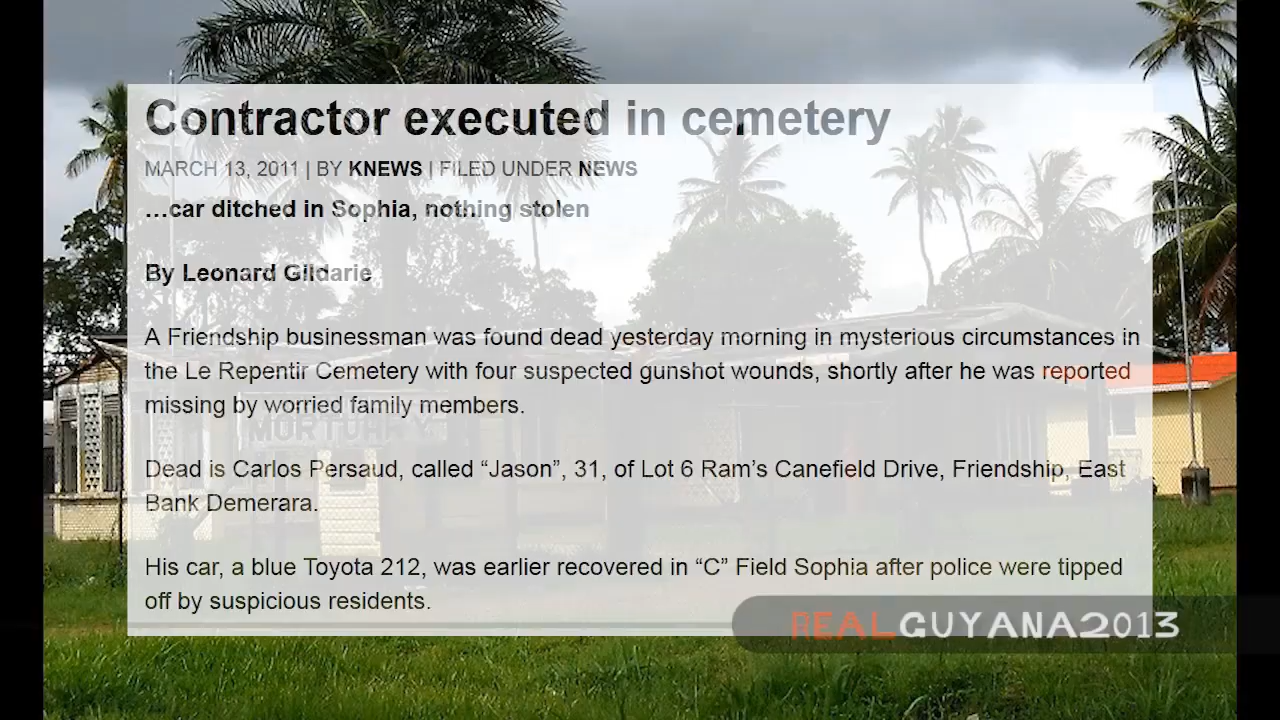 Contractor executed in cemetery
MARCH 13, 2011 | BY KNEWS | FILED UNDER NEWS
…car ditched in Sophia, nothing stolen
By Leonard Gildarie
A Friendship businessman was found dead yesterday morning in mysterious circumstances in
the Le Repentir Cemetery with four suspected gunshot wounds, shortly after he was reported
missing by worried family members.
MORTUARY
Dead is Carlos Persaud, called “Jason”, 31, of Lot 6 Ram’s Canefield Drive, Friendship, East
Bank Demerara.
His car, a blue Toyota 212, was earlier recovered in “C” Field Sophia after police were tipped
off by suspicious residents.
REALGUYANA2013